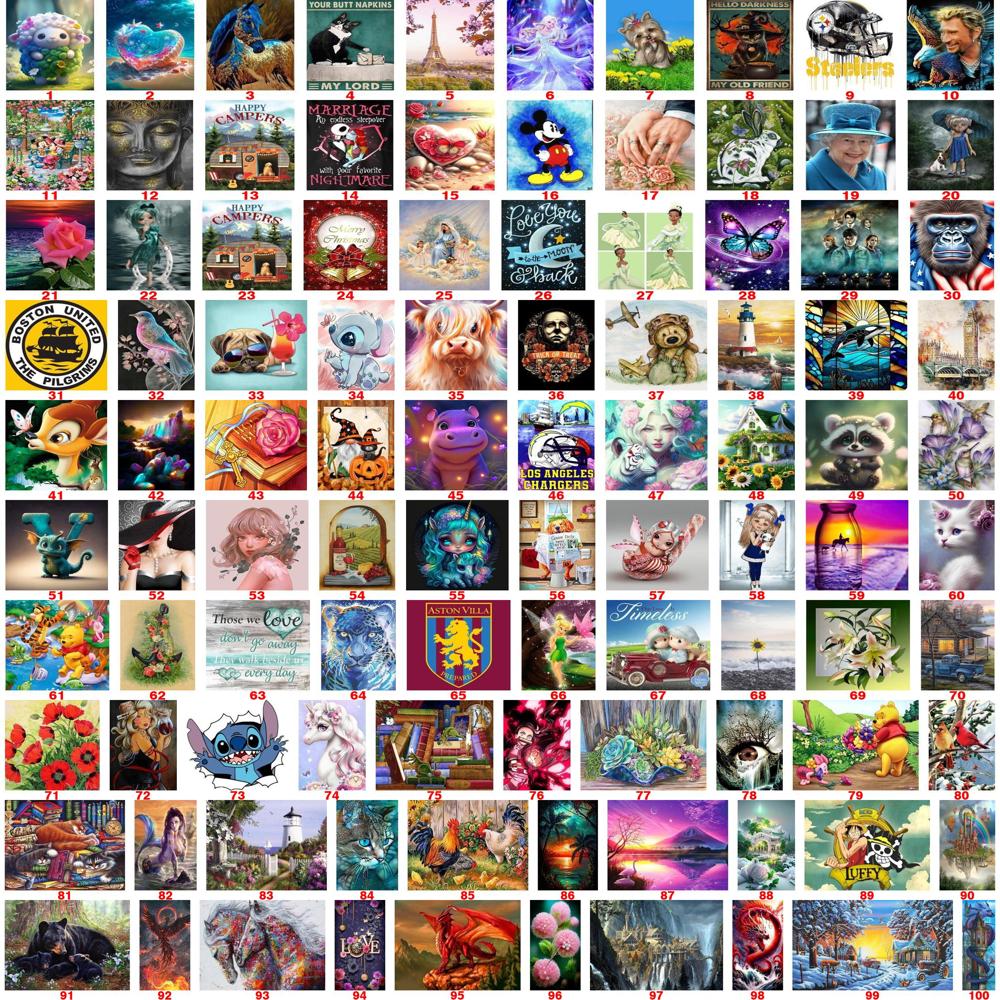 YOUR BUTT NAPKINS
MY LORD
HELLO DARKNESS
MY OLD FRIEND
Steelers
1 2 3 4 5 6 7 8 9 10
HAPPY
CAMPERS
MARRIAGE
An endless sleepover
with your favorite
NIGHTMARE
11 12 13 14 15 16 17 18 19 20
HAPPY
CAMPERS
Merry
Christmas
Love You
to the MOON
& back
21 22 23 24 25 26 27 28 29 30
BOSTON UNITED
THE PILGRIMS
TRICK OR TREAT
31 32 33 34 35 36 37 38 39 40
LOS ANGELES
CHARGERS
41 42 43 44 45 46 47 48 49 50
51 52 53 54 55 56 57 58 59 60
Those we love
don't go away
They walk beside us
every day
ASTON VILLA
PREPARED
Timeless
61 62 63 64 65 66 67 68 69 70
71 72 73 74 75 76 77 78 79 80
LUFFY
81 82 83 84 85 86 87 88 89 90
LOVE
91 92 93 94 95 96 97 98 99 100